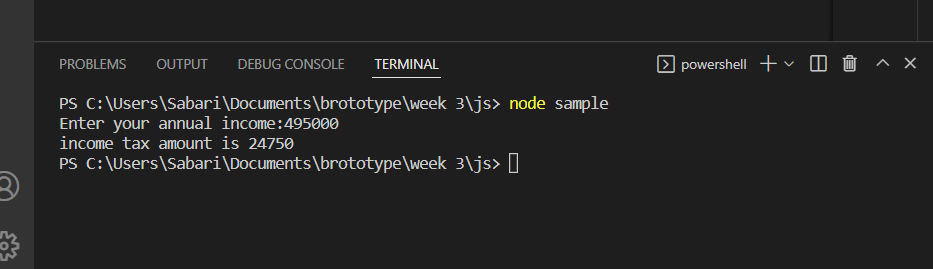 PROBLEMS OUTPUT DEBUG CONSOLE TERMINAL powershell
PS C:\Users\Sabari\Documents\brototype\week 3\js> node sample
Enter your annual income:495000
income tax amount is 24750
PS C:\Users\Sabari\Documents\brototype\week 3\js>